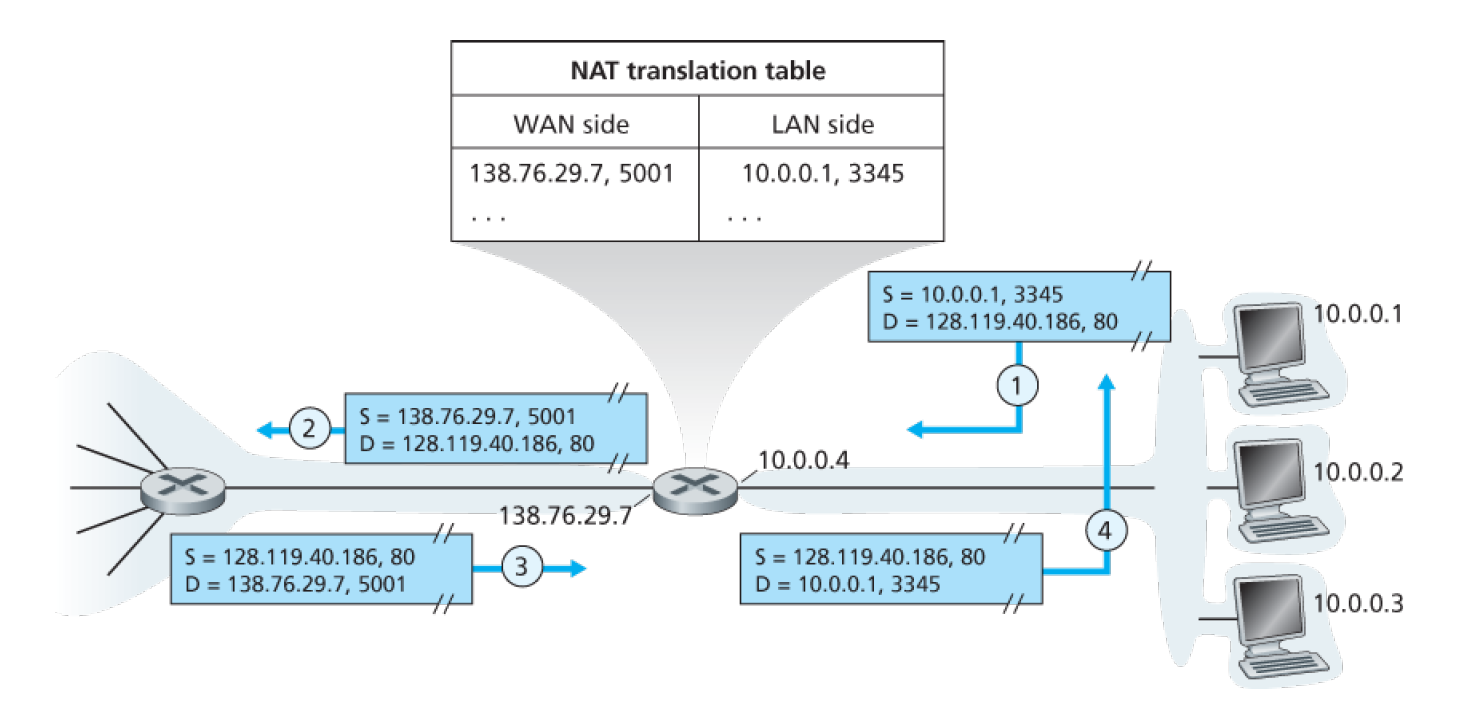 NAT translation table
WAN side LAN side
138.76.29.7, 5001 10.0.0.1, 3345
. . . . . .
S = 10.0.0.1, 3345
D = 128.119.40.186, 80
10.0.0.1
1
S = 138.76.29.7, 5001
D = 128.119.40.186, 80
2
10.0.0.4
10.0.0.2
138.76.29.7
S = 128.119.40.186, 80
D = 138.76.29.7, 5001
3
S = 128.119.40.186, 80
D = 10.0.0.1, 3345
4
10.0.0.3